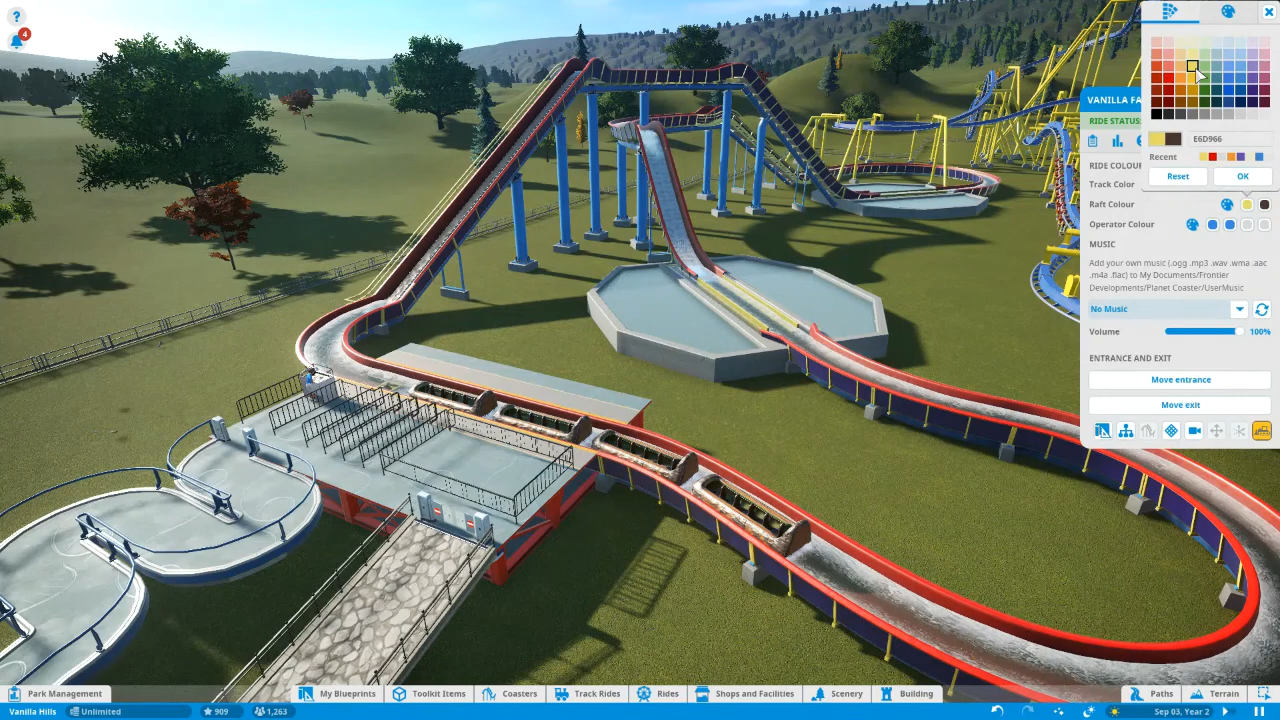 ?
4
E6D966
Recent
Reset
OK
VANILLA FA
RIDE STATUS:
RIDE COLOUR
Track Color
Raft Colour
Operator Colour
MUSIC
Add your own music (.ogg .mp3 .wav .wma .aac
.m4a .flac) to My Documents/Frontier
Developments/Planet Coaster/UserMusic
No Music
Volume
100%
ENTRANCE AND EXIT
Move entrance
Move exit
Park Management
My Blueprints
Toolkit Items
Coasters
Track Rides
Rides
Shops and Facilities
Scenery
Building
Paths
Terrain
Vanilla Hills
Unlimited
909
1,263
Sep 03, Year 2